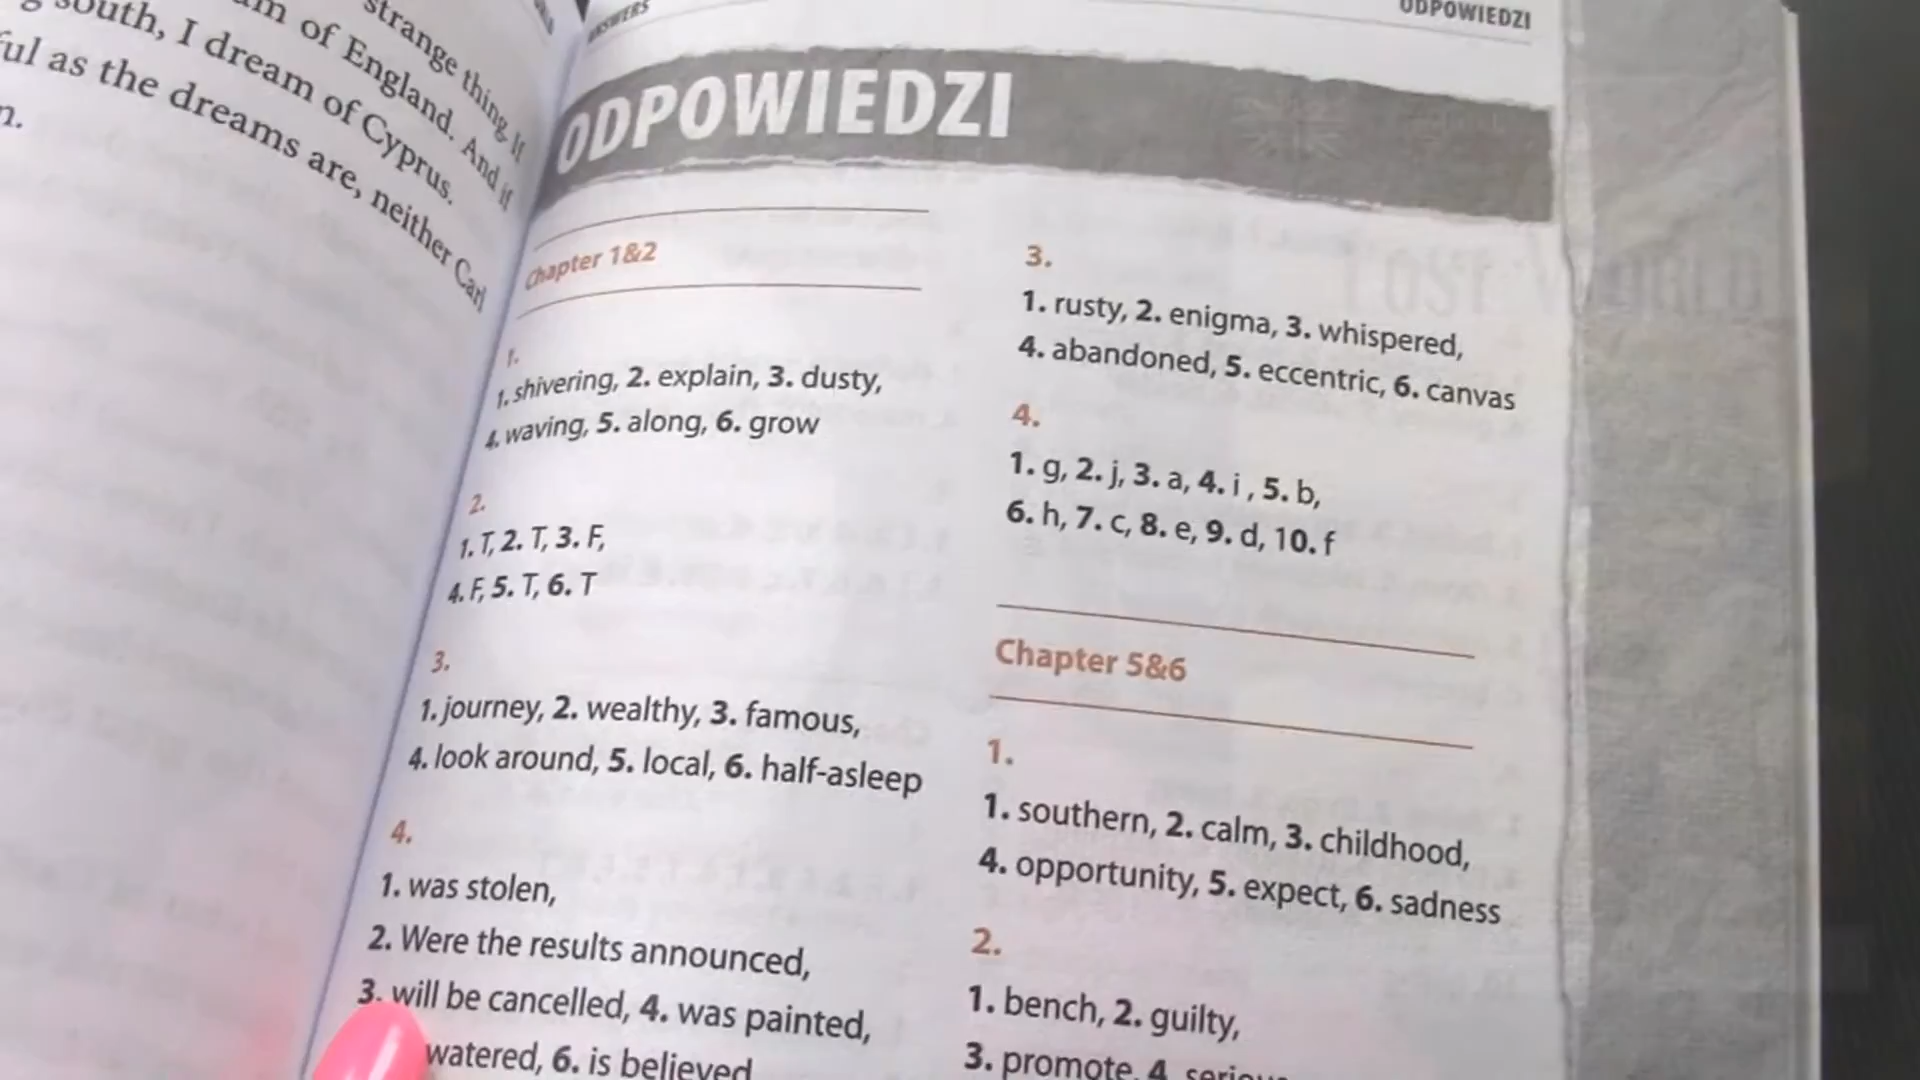 strange thing. If
of England. And if
south, I dream of Cyprus.
as the dreams are, neither Carl
n.
ANSWERS
ODPOWIEDZI
ODPOWIEDZI
Chapter 1&2
1.
1. shivering, 2. explain, 3. dusty,
4. waving, 5. along, 6. grow
2.
1. T, 2. T, 3. F,
4. F, 5. T, 6. T
3.
1. journey, 2. wealthy, 3. famous,
4. look around, 5. local, 6. half-asleep
4.
1. was stolen,
2. Were the results announced,
3. will be cancelled, 4. was painted,
watered, 6. is believed
3.
1. rusty, 2. enigma, 3. whispered,
4. abandoned, 5. eccentric, 6. canvas
4.
1. g, 2. j, 3. a, 4. i , 5. b,
6. h, 7. c, 8. e, 9. d, 10. f
Chapter 5&6
1.
1. southern, 2. calm, 3. childhood,
4. opportunity, 5. expect, 6. sadness
2.
1. bench, 2. guilty,
3. promote, 4.
LOST WORLD